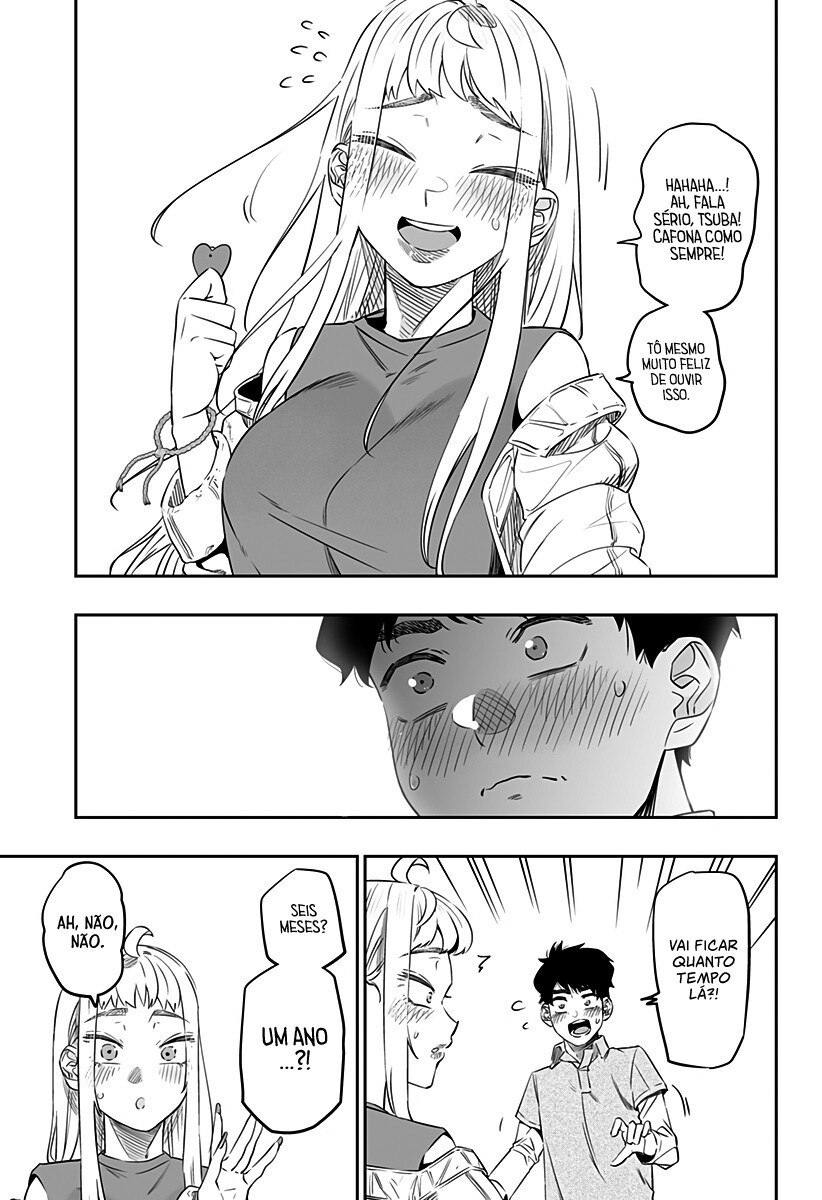 HAHAHA...!
AH, FALA
SÉRIO, TSUBA!
CAFONA COMO
SEMPRE!
TÔ MESMO
MUITO FELIZ
DE OUVIR
ISSO.
VAI FICAR
QUANTO
TEMPO
LÁ?!
SEIS
MESES?
UM ANO
...?!
AH, NÃO,
NÃO.